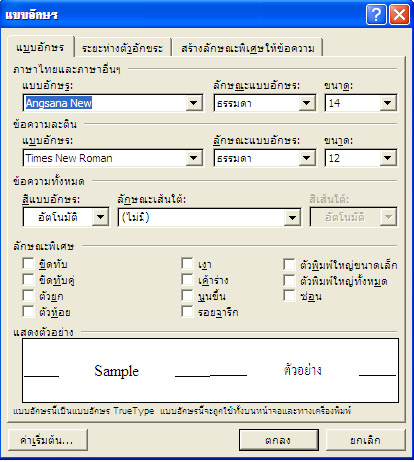 แบบอักษร
แบบอักษร ระยะห่างตัวอักษร สร้างลักษณะพิเศษให้ข้อความ
ภาษาไทยและภาษาอื่นๆ
แบบอักษร: ลักษณะแบบอักษร: ขนาด:
Angsana New ธรรมดา 14
ข้อความละติน
แบบอักษร: ลักษณะแบบอักษร: ขนาด:
Times New Roman ธรรมดา 12
ข้อความทั้งหมด
สีแบบอักษร: ลักษณะเส้นใต้: สีเส้นใต้:
อัตโนมัติ (ไม่มี) อัตโนมัติ
ลักษณะพิเศษ
ขีดทับ เงา ตัวพิมพ์ใหญ่ขนาดเล็ก
ขีดทับคู่ เค้าร่าง ตัวพิมพ์ใหญ่ทั้งหมด
ตัวยก นูนขึ้น ซ่อน
ตัวห้อย รอยจารึก
แสดงตัวอย่าง
Sample ตัวอย่าง
แบบอักษรนี้เป็นแบบอักษร TrueType แบบอักษรนี้จะถูกใช้ทั้งบนหน้าจอและทางเครื่องพิมพ์
ค่าเริ่มต้น... ตกลง ยกเลิก